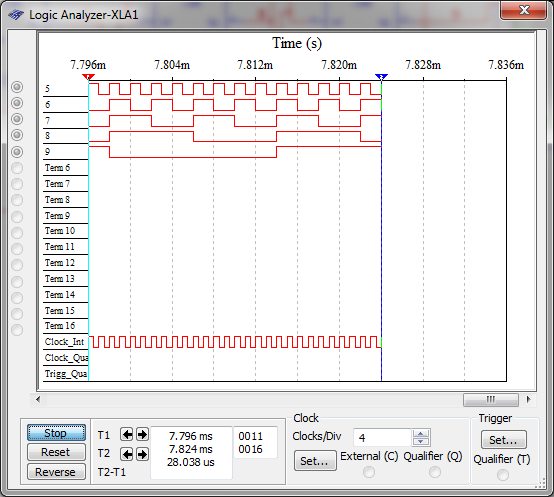 Logic Analyzer-XLA1
Time (s)
7.796m 7.804m 7.812m 7.820m 7.828m 7.836m
5
6
7
8
9
Term 6
Term 7
Term 8
Term 9
Term 10
Term 11
Term 12
Term 13
Term 14
Term 15
Term 16
Clock_Int
Clock_Qua
Trigg_Qua
Stop
Reset
Reverse
T1 7.796 ms 0011
T2 7.824 ms 0016
T2-T1 28.038 us
Clock
Clocks/Div 4
Set... External (C) Qualifier (Q)
Trigger
Set...
Qualifier (T)